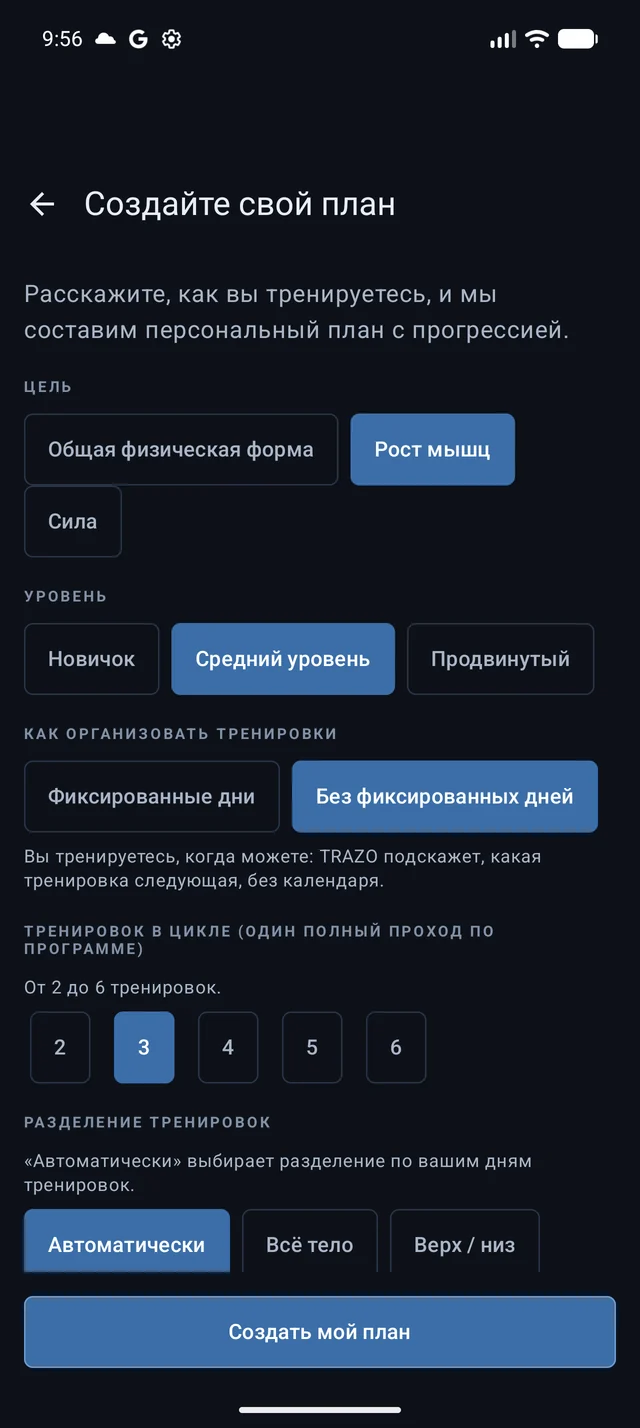 9:56
Создайте свой план
Расскажите, как вы тренируетесь, и мы
составим персональный план с прогрессией.
ЦЕЛЬ
Общая физическая форма
Рост мышц
Сила
УРОВЕНЬ
Новичок
Средний уровень
Продвинутый
КАК ОРГАНИЗОВАТЬ ТРЕНИРОВКИ
Фиксированные дни
Без фиксированных дней
Вы тренируетесь, когда можете: TRAZO подскажет, какая
тренировка следующая, без календаря.
ТРЕНИРОВОК В ЦИКЛЕ (ОДИН ПОЛНЫЙ ПРОХОД ПО
ПРОГРАММЕ)
От 2 до 6 тренировок.
2
3
4
5
6
РАЗДЕЛЕНИЕ ТРЕНИРОВОК
«Автоматически» выбирает разделение по вашим дням
тренировок.
Автоматически
Всё тело
Верх / низ
Создать мой план